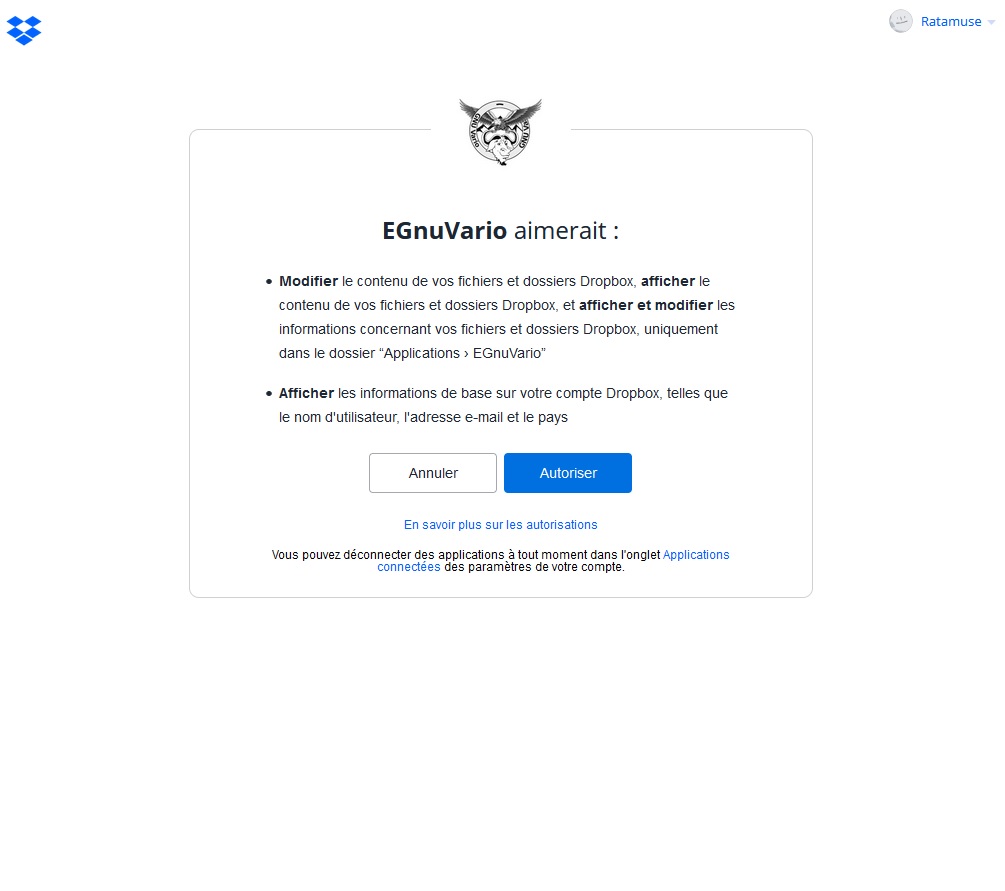 Ratamuse
GNU Vario
GNU Vario
EGnuVario aimerait :
• Modifier le contenu de vos fichiers et dossiers Dropbox, afficher le
contenu de vos fichiers et dossiers Dropbox, et afficher et modifier les
informations concernant vos fichiers et dossiers Dropbox, uniquement
dans le dossier “Applications › EGnuVario”
• Afficher les informations de base sur votre compte Dropbox, telles que
le nom d'utilisateur, l'adresse e-mail et le pays
Annuler
Autoriser
En savoir plus sur les autorisations
Vous pouvez déconnecter des applications à tout moment dans l'onglet Applications
connectées des paramètres de votre compte.